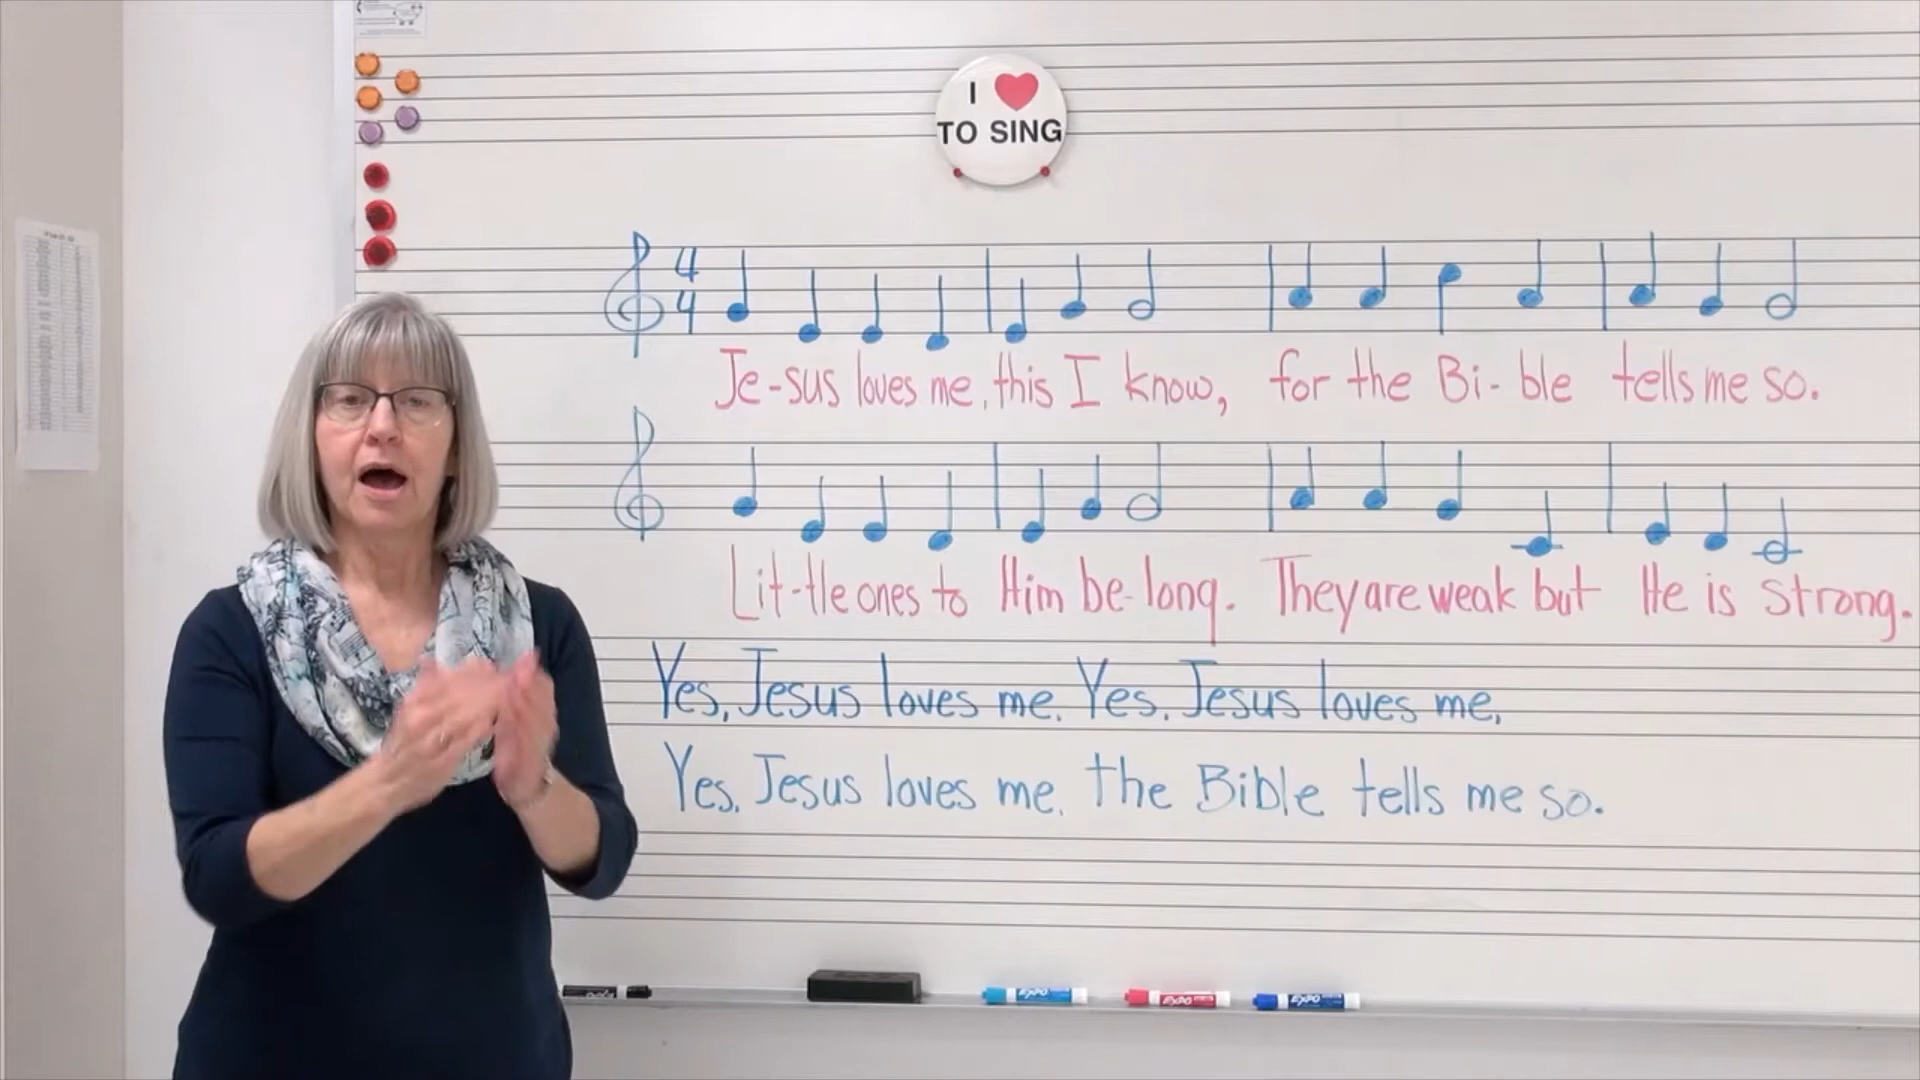 I ❤
TO SING
4
4
Je-sus loves me, this I know, for the Bi-ble tells me so.
Lit-tle ones to Him be-long. They are weak but He is strong.
Yes, Jesus loves me. Yes, Jesus loves me,
Yes, Jesus loves me. the Bible tells me so.
EXPO
EXPO
EXPO
EXPO